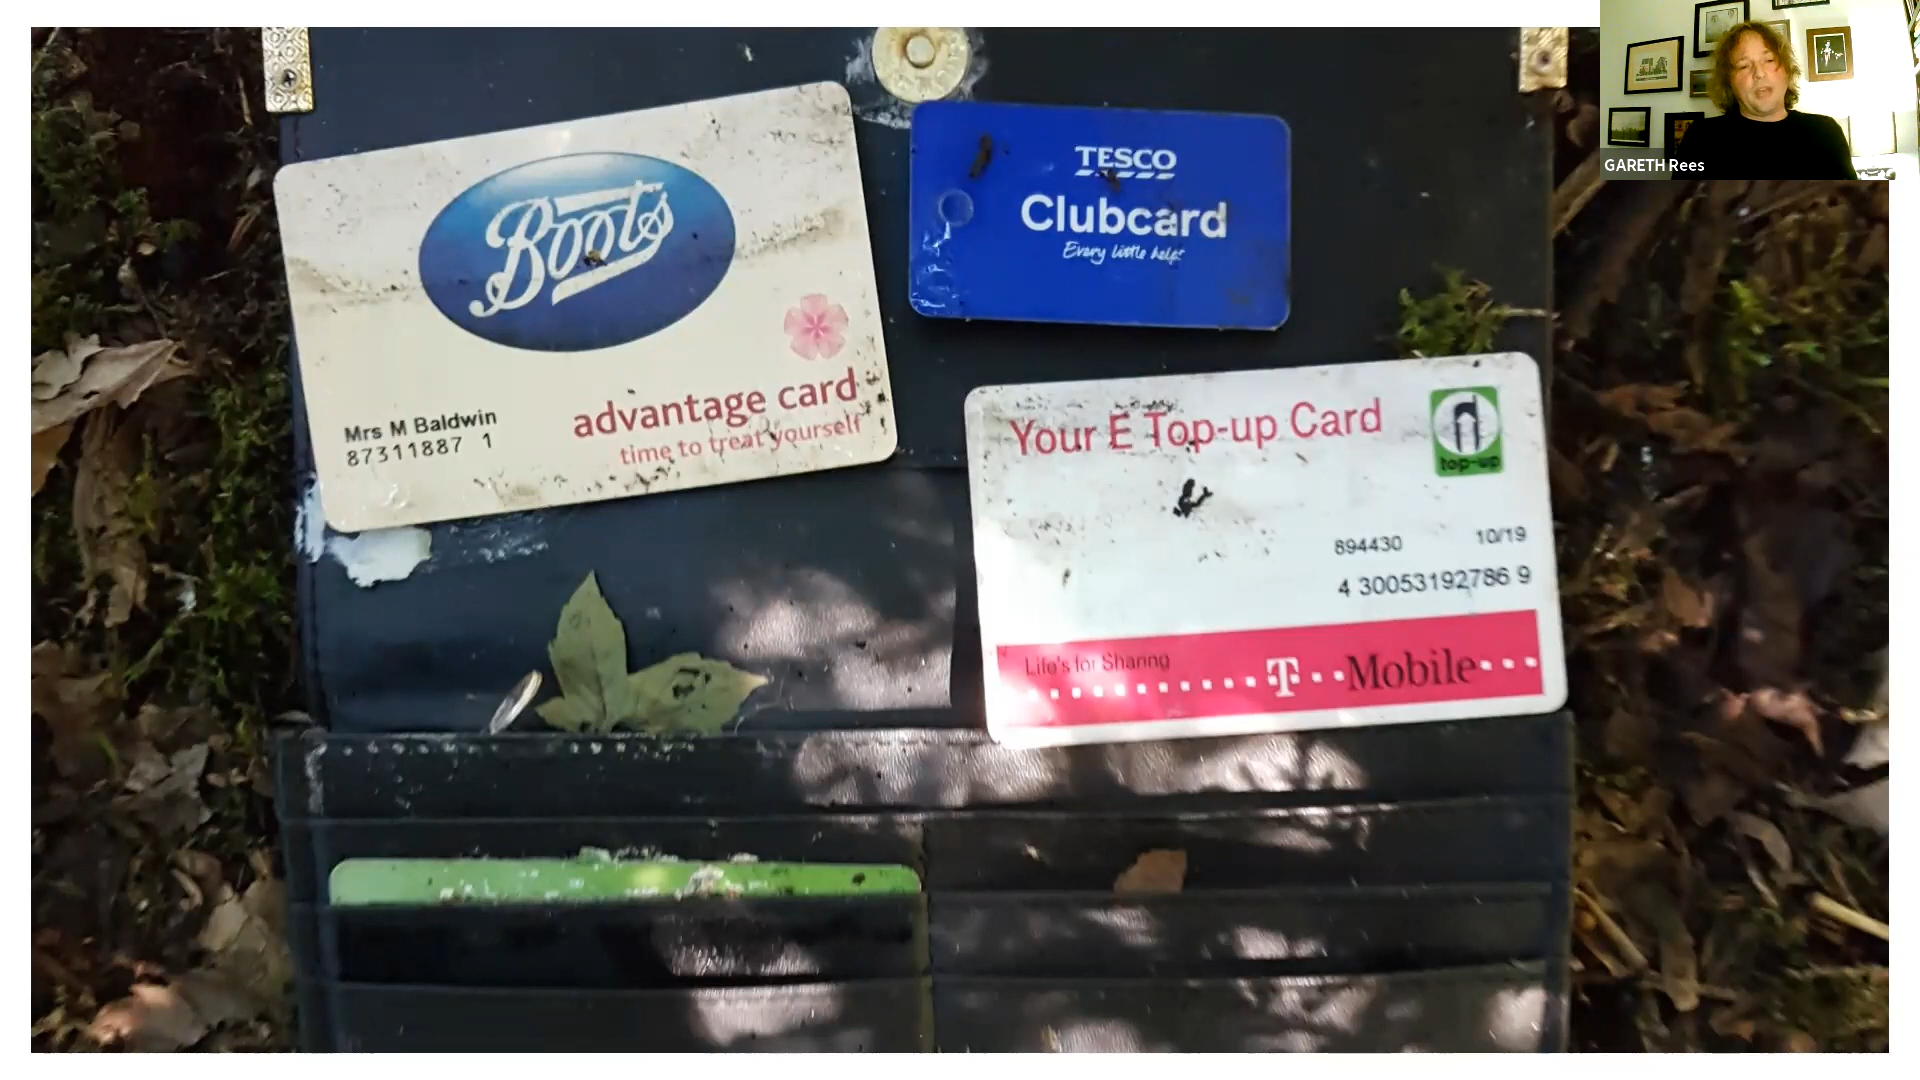 Boots
advantage card
time to treat yourself
Mrs M Baldwin
87311887 1
TESCO
Clubcard
Every little helps
Your E Top-up Card
top-up
894430 10/19
4 30053192786 9
Life's for Sharing
T Mobile
GARETH Rees